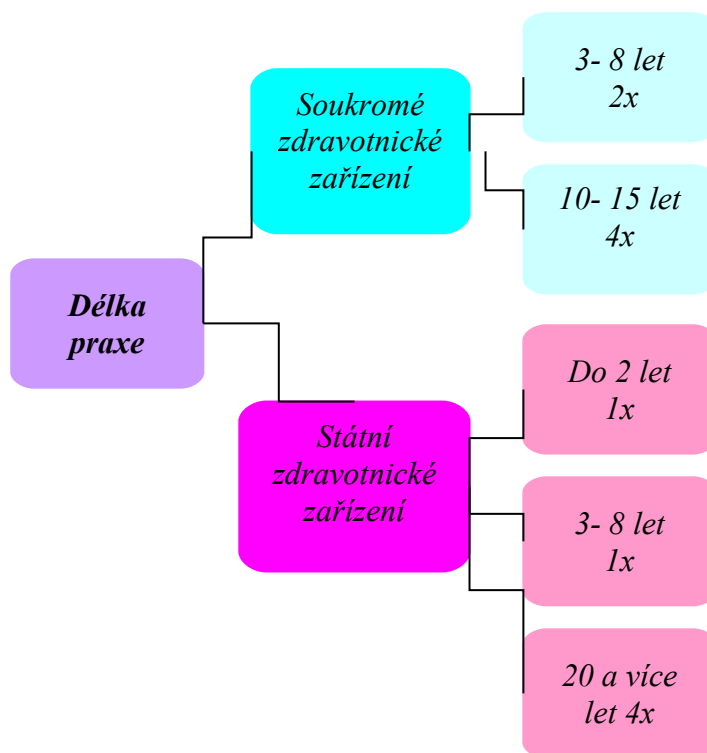 Délka
praxe
Soukromé
zdravotnické
zařízení
3- 8 let
2x
10- 15 let
4x
Státní
zdravotnické
zařízení
Do 2 let
1x
3- 8 let
1x
20 a více
let 4x